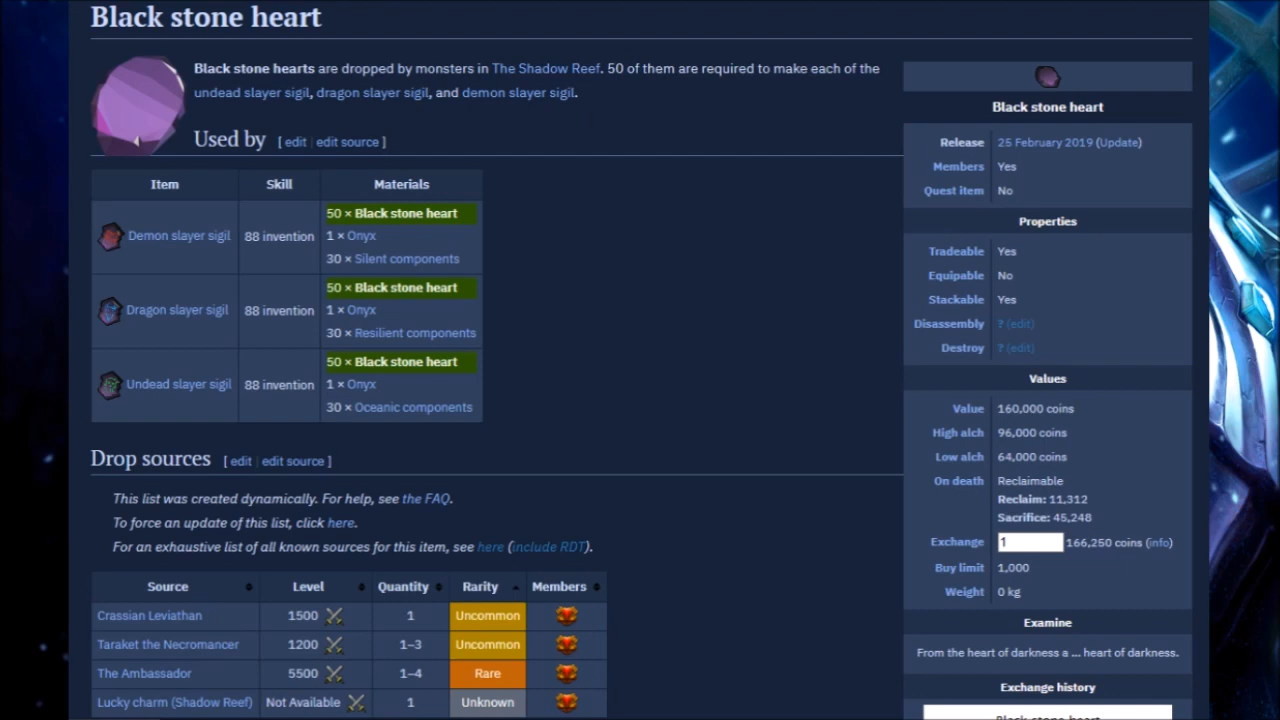 Black stone heart
Black stone hearts are dropped by monsters in The Shadow Reef. 50 of them are required to make each of the
undead slayer sigil, dragon slayer sigil, and demon slayer sigil.
Used by [ edit | edit source ]
Item Skill Materials
Demon slayer sigil 88 invention
50 × Black stone heart
1 × Onyx
30 × Silent components
Dragon slayer sigil 88 invention
50 × Black stone heart
1 × Onyx
30 × Resilient components
Undead slayer sigil 88 invention
50 × Black stone heart
1 × Onyx
30 × Oceanic components
Drop sources [ edit | edit source ]
This list was created dynamically. For help, see the FAQ.
To force an update of this list, click here.
For an exhaustive list of all known sources for this item, see here (include RDT).
Source Level Quantity Rarity Members
Crassian Leviathan 1500 1 Uncommon
Taraket the Necromancer 1200 1–3 Uncommon
The Ambassador 5500 1–4 Rare
Lucky charm (Shadow Reef) Not Available 1 Unknown
Black stone heart
Release 25 February 2019 (Update)
Members Yes
Quest item No
Properties
Tradeable Yes
Equipable No
Stackable Yes
Disassembly ? (edit)
Destroy ? (edit)
Values
Value 160,000 coins
High alch 96,000 coins
Low alch 64,000 coins
On death Reclaimable
Reclaim: 11,312
Sacrifice: 45,248
Exchange 1 166,250 coins (info)
Buy limit 1,000
Weight 0 kg
Examine
From the heart of darkness a ... heart of darkness.
Exchange history
Black stone heart